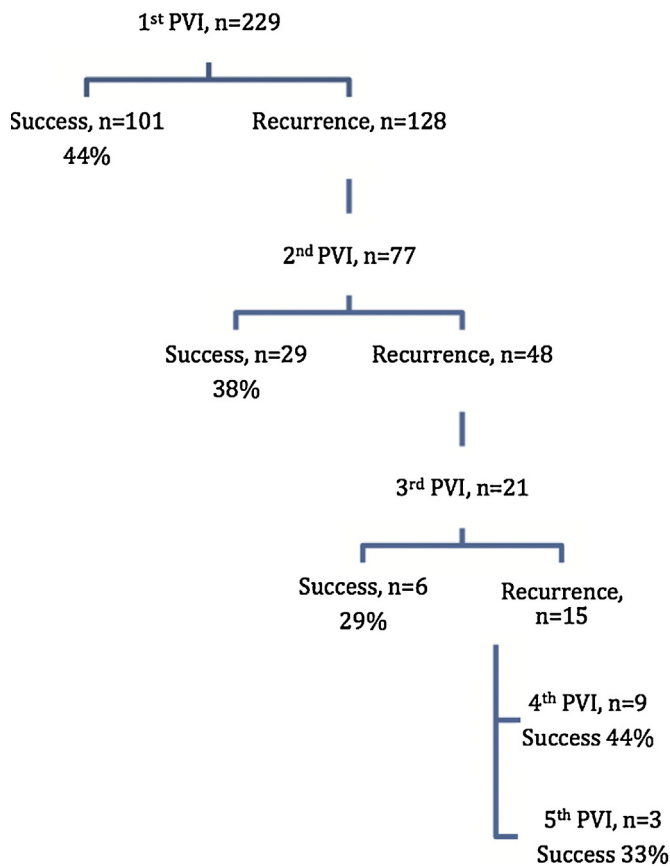 1st PVI, n=229
Success, n=101
44%
Recurrence, n=128
2nd PVI, n=77
Success, n=29
38%
Recurrence, n=48
3rd PVI, n=21
Success, n=6
29%
Recurrence,
n=15
4th PVI, n=9
Success 44%
5th PVI, n=3
Success 33%